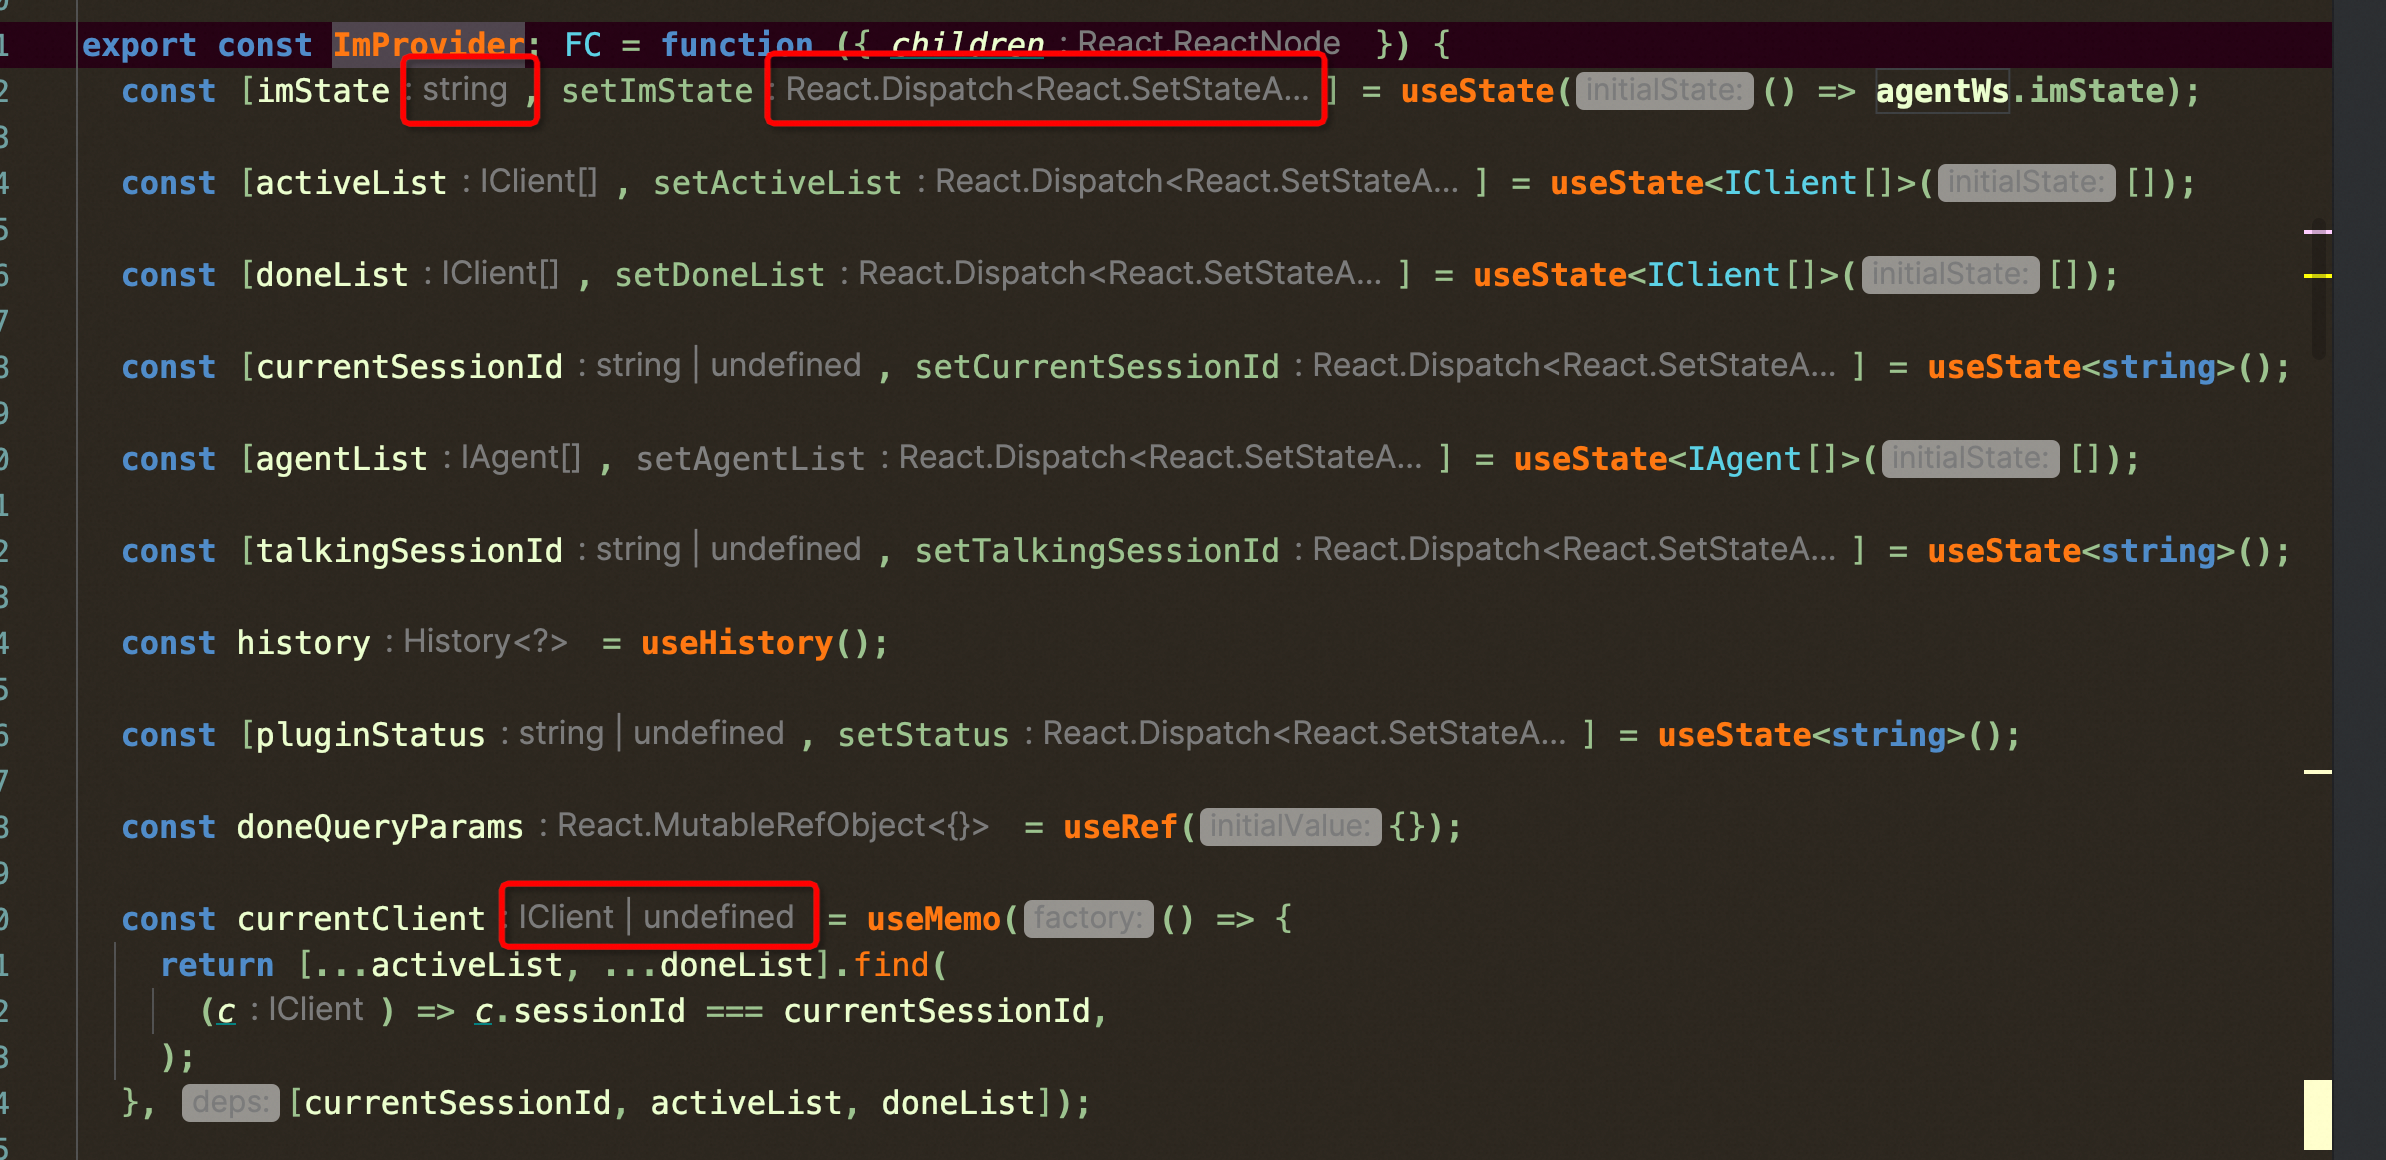 1 export const ImProvider: FC = function ({ children : React.ReactNode }) {
2 const [imState : string , setImState : React.Dispatch<React.SetStateA... ] = useState( initialState: () => agentWs.imState);
3
4 const [activeList : IClient[] , setActiveList : React.Dispatch<React.SetStateA... ] = useState<IClient[]>( initialState: []);
5
6 const [doneList : IClient[] , setDoneList : React.Dispatch<React.SetStateA... ] = useState<IClient[]>( initialState: []);
7
8 const [currentSessionId : string | undefined , setCurrentSessionId : React.Dispatch<React.SetStateA... ] = useState<string>();
9
0 const [agentList : IAgent[] , setAgentList : React.Dispatch<React.SetStateA... ] = useState<IAgent[]>( initialState: []);
1
2 const [talkingSessionId : string | undefined , setTalkingSessionId : React.Dispatch<React.SetStateA... ] = useState<string>();
3
4 const history : History<?> = useHistory();
5
6 const [pluginStatus : string | undefined , setStatus : React.Dispatch<React.SetStateA... ] = useState<string>();
7
8 const doneQueryParams : React.MutableRefObject<{}> = useRef( initialValue: {});
9
0 const currentClient : IClient | undefined = useMemo( factory: () => {
1 return [...activeList, ...doneList].find(
2 (c : IClient ) => c.sessionId === currentSessionId,
3 );
4 }, deps: [currentSessionId, activeList, doneList]);
5